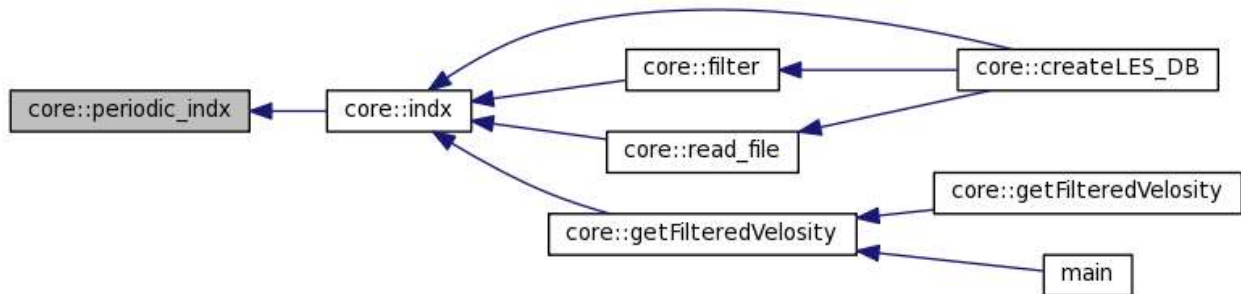 core::periodic_indx
core::indx
core::filter
core::createLES_DB
core::read_file
core::getFilteredVelosity
core::getFilteredVelosity
main